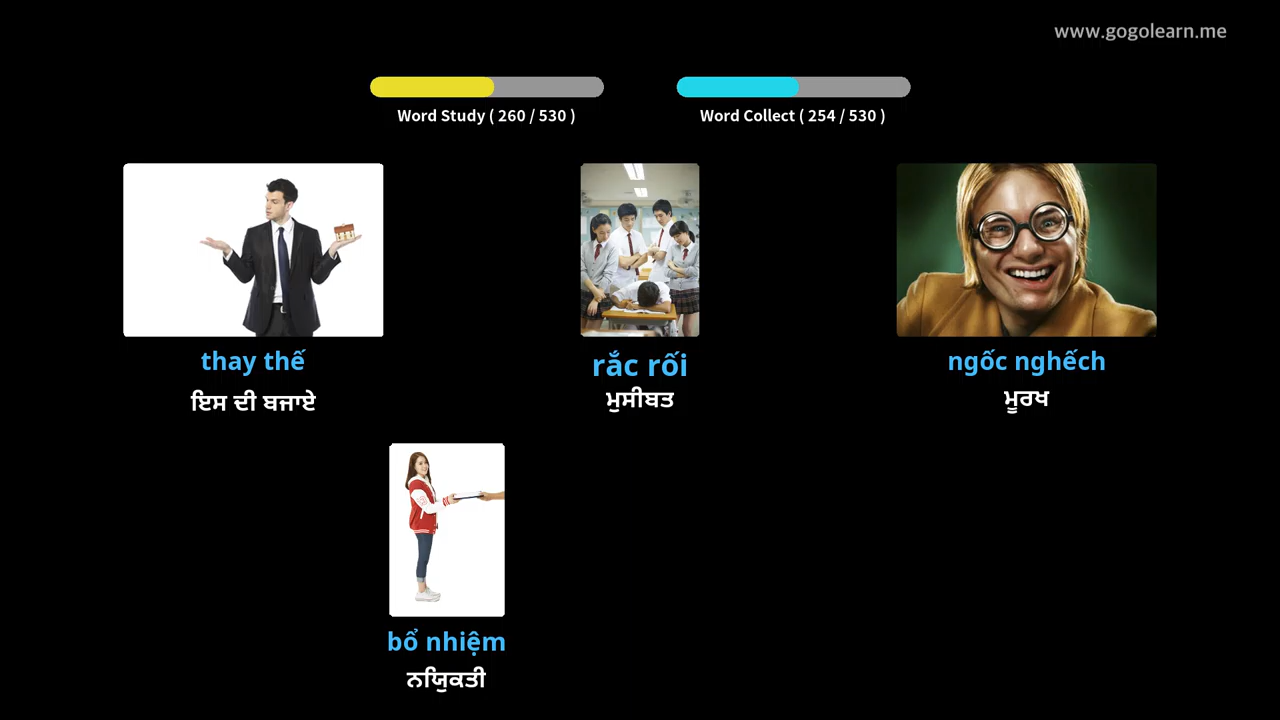 www.gogolearn.me
Word Study ( 260 / 530 )
Word Collect ( 254 / 530 )
thay thế
ਇਸ ਦੀ ਬਜਾਏ
rắc rối
ਮੁਸੀਬਤ
ngốc nghếch
ਮੂਰਖ
bổ nhiệm
ਨਿਯੁਕਤੀ